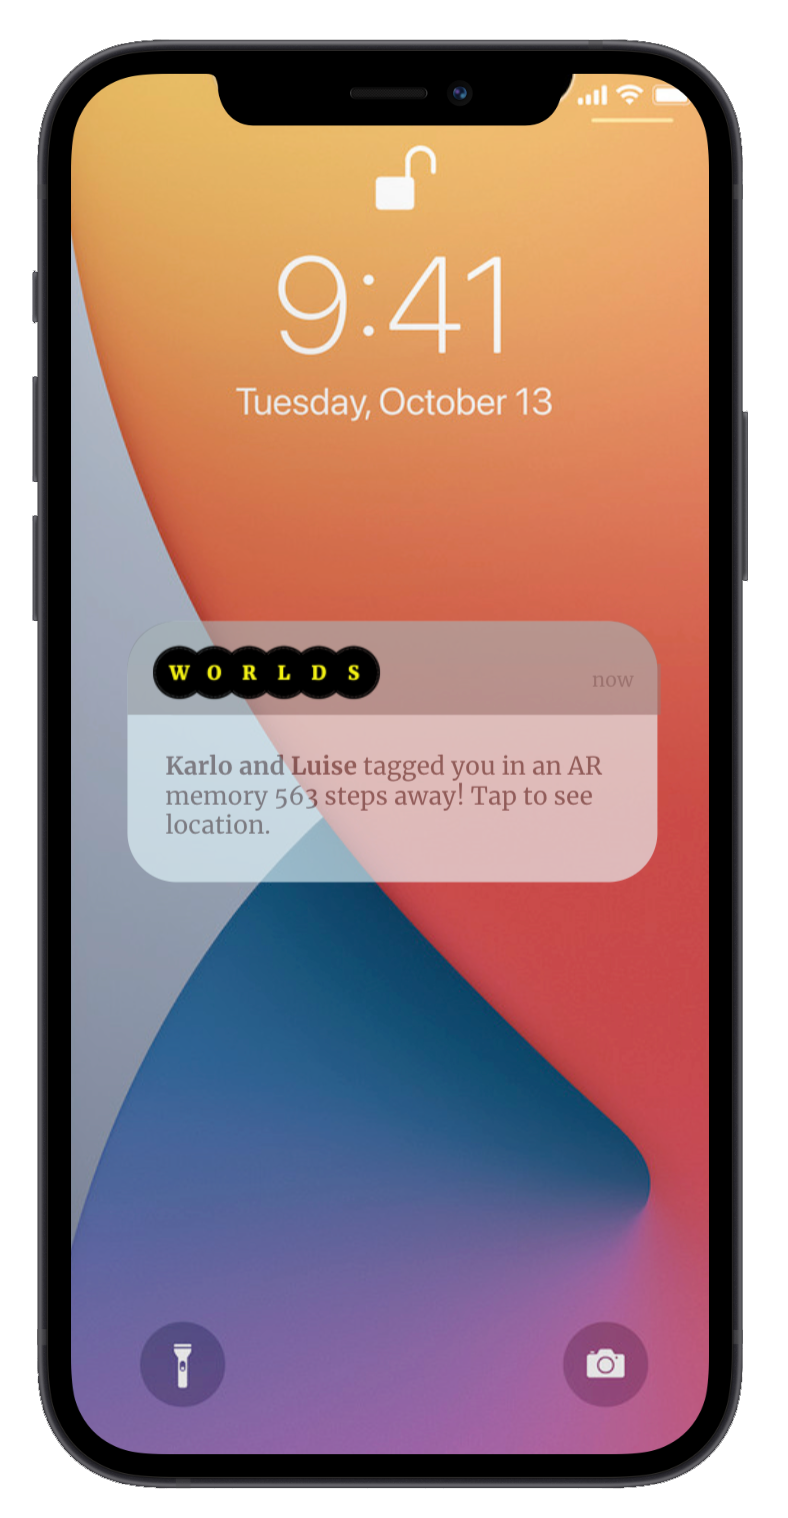 9:41
Tuesday, October 13
WORLDS
now
Karlo and Luise tagged you in an AR
memory 563 steps away! Tap to see
location.